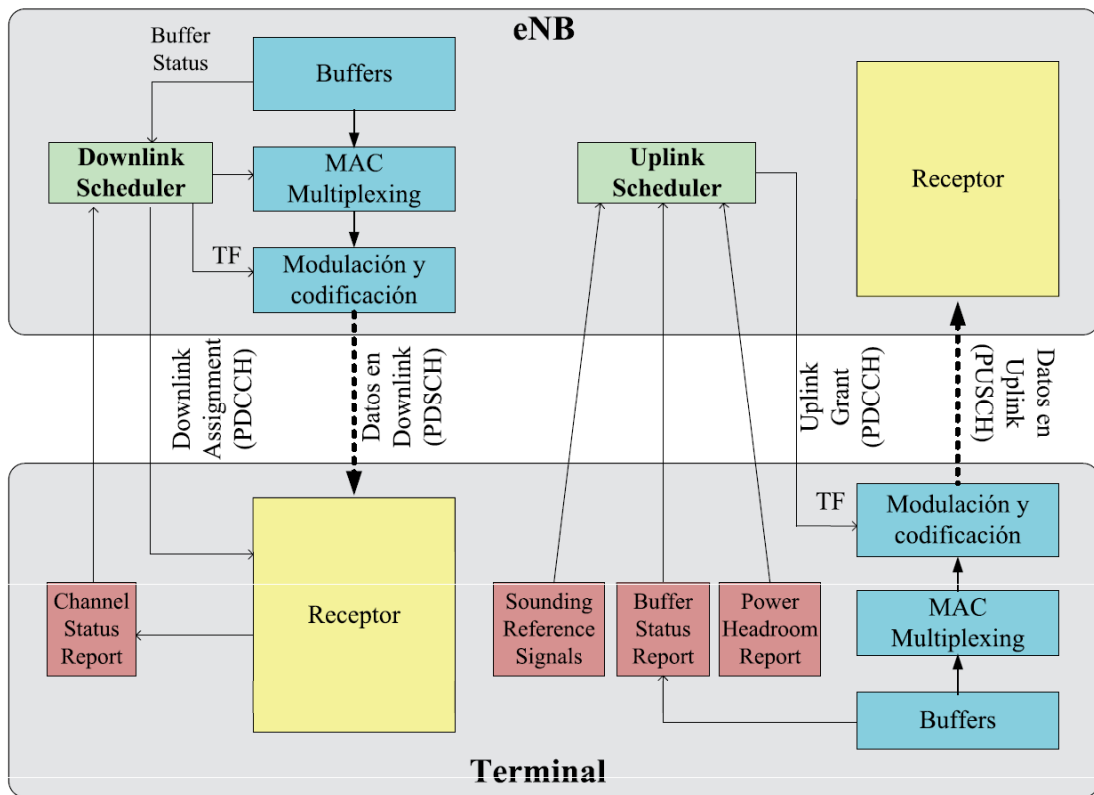 eNB
Buffer
Status
Buffers
Downlink
Scheduler
MAC
Multiplexing
TF
Modulación y
codificación
Uplink
Scheduler
Receptor
Downlink
Assignment
(PDCCH)
Datos en
Downlink
(PDSCH)
Uplink
Grant
(PDCCH)
Datos en
Uplink
(PUSCH)
Channel
Status
Report
Receptor
Sounding
Reference
Signals
Buffer
Status
Report
Power
Headroom
Report
TF
Modulación y
codificación
MAC
Multiplexing
Buffers
Terminal